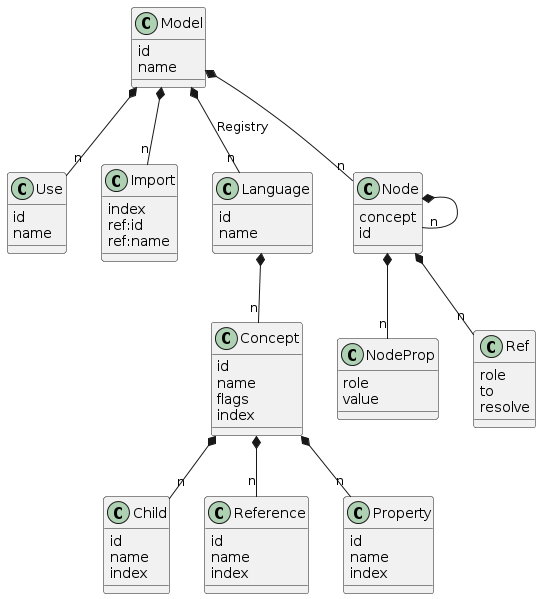 C Model
id
name
Registry
n
n
n
n
C Use
id
name
C Import
index
ref:id
ref:name
C Language
id
name
C Node
concept
id
n
n
n
n
C Concept
id
name
flags
index
C NodeProp
role
value
C Ref
role
to
resolve
n
n
n
C Child
id
name
index
C Reference
id
name
index
C Property
id
name
index